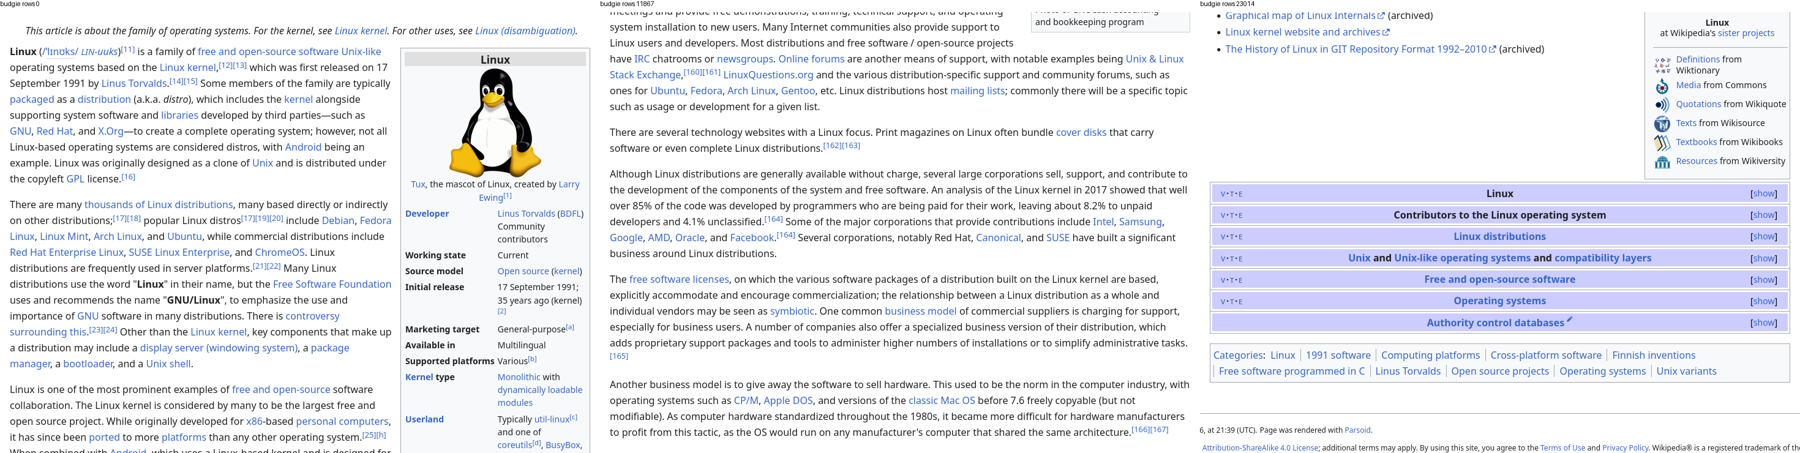 budgie rows 0
This article is about the family of operating systems. For the kernel, see Linux kernel. For other uses, see Linux (disambiguation).
Linux (/ˈlɪnʊks/ LIN-uuks)[11] is a family of free and open-source software Unix-like
operating systems based on the Linux kernel,[12][13] which was first released on 17
September 1991 by Linus Torvalds.[14][15] Some members of the family are typically
packaged as a distribution (a.k.a. distro), which includes the kernel alongside
supporting system software and libraries developed by third parties—such as
GNU, Red Hat, and X.Org—to create a complete operating system; however, not all
Linux-based operating systems are considered distros, with Android being an
example. Linux was originally designed as a clone of Unix and is distributed under
the copyleft GPL license.[16]
There are many thousands of Linux distributions, many based directly or indirectly
on other distributions;[17][18] popular Linux distros[17][19][20] include Debian, Fedora
Linux, Linux Mint, Arch Linux, and Ubuntu, while commercial distributions include
Red Hat Enterprise Linux, SUSE Linux Enterprise, and ChromeOS. Linux
distributions are frequently used in server platforms.[21][22] Many Linux
distributions use the word "Linux" in their name, but the Free Software Foundation
uses and recommends the name "GNU/Linux", to emphasize the use and
importance of GNU software in many distributions. There is controversy
surrounding this.[23][24] Other than the Linux kernel, key components that make up
a distribution may include a display server (windowing system), a package
manager, a bootloader, and a Unix shell.
Linux is one of the most prominent examples of free and open-source software
collaboration. The Linux kernel is considered by many to be the largest free and
open source project. While originally developed for x86-based personal computers,
it has since been ported to more platforms than any other operating system.[25][h]
When combined with Android, which uses a Linux-based kernel and is designed for
Linux
Tux, the mascot of Linux, created by Larry
Ewing[1]
Developer Linus Torvalds (BDFL)
Community
contributors
Working state Current
Source model Open source (kernel)
Initial release 17 September 1991;
35 years ago (kernel)
[2]
Marketing target General-purpose[a]
Available in Multilingual
Supported platforms Various[b]
Kernel type Monolithic with
dynamically loadable
modules
Userland Typically util-linux[c]
and one of
coreutils[d], BusyBox,
budgie rows 11867
meetings and provide free demonstrations, training, technical support, and operating
system installation to new users. Many Internet communities also provide support to
Linux users and developers. Most distributions and free software / open-source projects
have IRC chatrooms or newsgroups. Online forums are another means of support, with notable examples being Unix & Linux
Stack Exchange,[160][161] LinuxQuestions.org and the various distribution-specific support and community forums, such as
ones for Ubuntu, Fedora, Arch Linux, Gentoo, etc. Linux distributions host mailing lists; commonly there will be a specific topic
such as usage or development for a given list.
and bookkeeping program
There are several technology websites with a Linux focus. Print magazines on Linux often bundle cover disks that carry
software or even complete Linux distributions.[162][163]
Although Linux distributions are generally available without charge, several large corporations sell, support, and contribute to
the development of the components of the system and free software. An analysis of the Linux kernel in 2017 showed that well
over 85% of the code was developed by programmers who are being paid for their work, leaving about 8.2% to unpaid
developers and 4.1% unclassified.[164] Some of the major corporations that provide contributions include Intel, Samsung,
Google, AMD, Oracle, and Facebook.[164] Several corporations, notably Red Hat, Canonical, and SUSE have built a significant
business around Linux distributions.
The free software licenses, on which the various software packages of a distribution built on the Linux kernel are based,
explicitly accommodate and encourage commercialization; the relationship between a Linux distribution as a whole and
individual vendors may be seen as symbiotic. One common business model of commercial suppliers is charging for support,
especially for business users. A number of companies also offer a specialized business version of their distribution, which
adds proprietary support packages and tools to administer higher numbers of installations or to simplify administrative tasks.
[165]
Another business model is to give away the software to sell hardware. This used to be the norm in the computer industry, with
operating systems such as CP/M, Apple DOS, and versions of the classic Mac OS before 7.6 freely copyable (but not
modifiable). As computer hardware standardized throughout the 1980s, it became more difficult for hardware manufacturers
to profit from this tactic, as the OS would run on any manufacturer's computer that shared the same architecture.[166][167]
budgie rows 23014
Graphical map of Linux Internals (archived)
Linux kernel website and archives
The History of Linux in GIT Repository Format 1992–2010 (archived)
Linux
at Wikipedia's sister projects
Definitions from
Wiktionary
Media from Commons
Quotations from Wikiquote
Texts from Wikisource
Textbooks from Wikibooks
Resources from Wikiversity
V·T·E Linux [show]
V·T·E Contributors to the Linux operating system [show]
V·T·E Linux distributions [show]
V·T·E Unix and Unix-like operating systems and compatibility layers [show]
V·T·E Free and open-source software [show]
V·T·E Operating systems [show]
Authority control databases [show]
Categories: Linux | 1991 software | Computing platforms | Cross-platform software | Finnish inventions
| Free software programmed in C | Linus Torvalds | Open source projects | Operating systems | Unix variants
6, at 21:39 (UTC). Page was rendered with Parsoid.
Attribution-ShareAlike 4.0 License; additional terms may apply. By using this site, you agree to the Terms of Use and Privacy Policy. Wikipedia® is a registered trademark of the